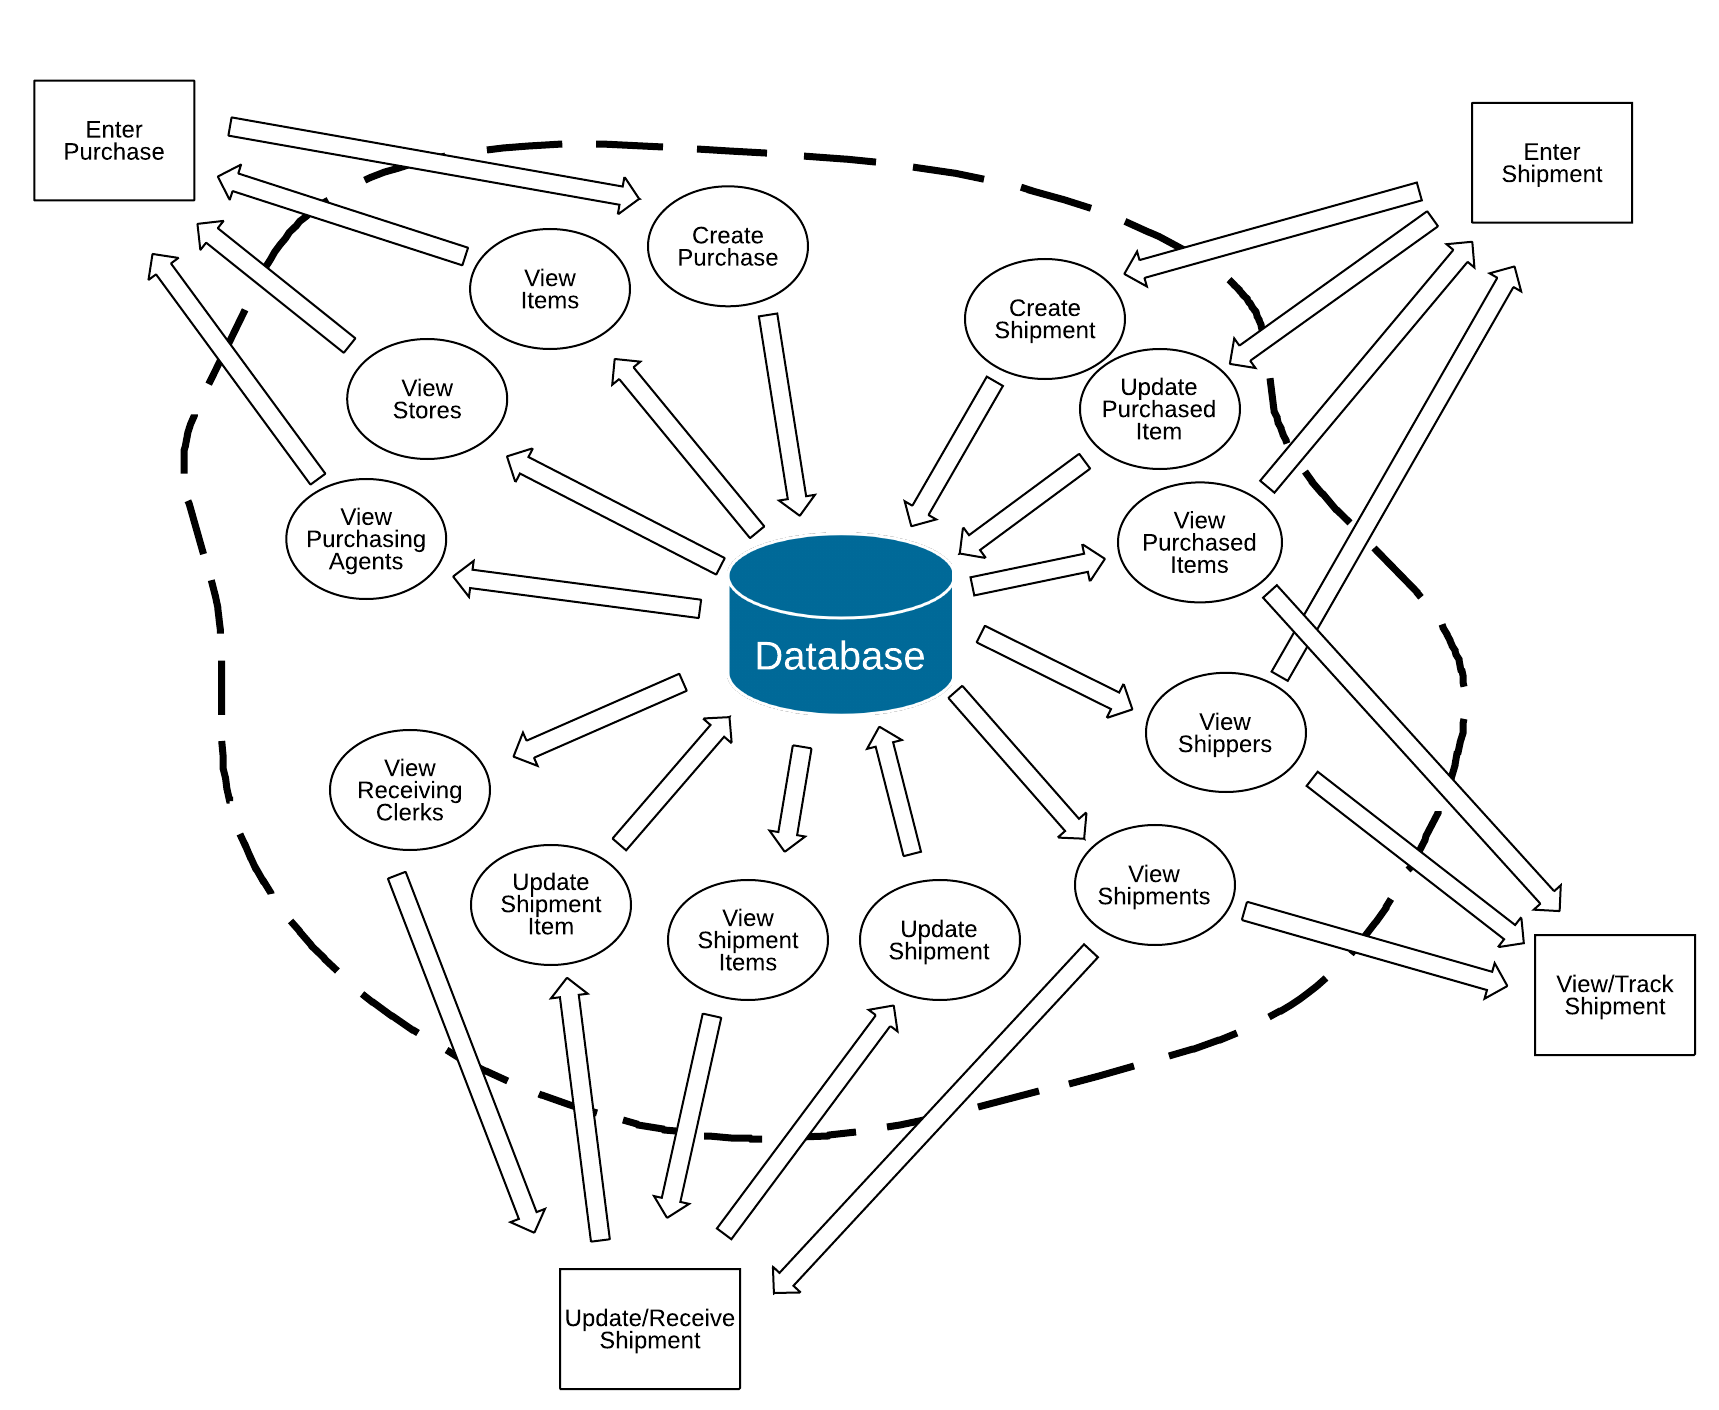 Enter
Purchase
Enter
Shipment
Create
Purchase
View
Items
Create
Shipment
View
Stores
Update
Purchased
Item
View
Purchasing
Agents
View
Purchased
Items
Database
View
Shippers
View
Receiving
Clerks
View
Shipments
Update
Shipment
Item
View
Shipment
Items
Update
Shipment
View/Track
Shipment
Update/Receive
Shipment